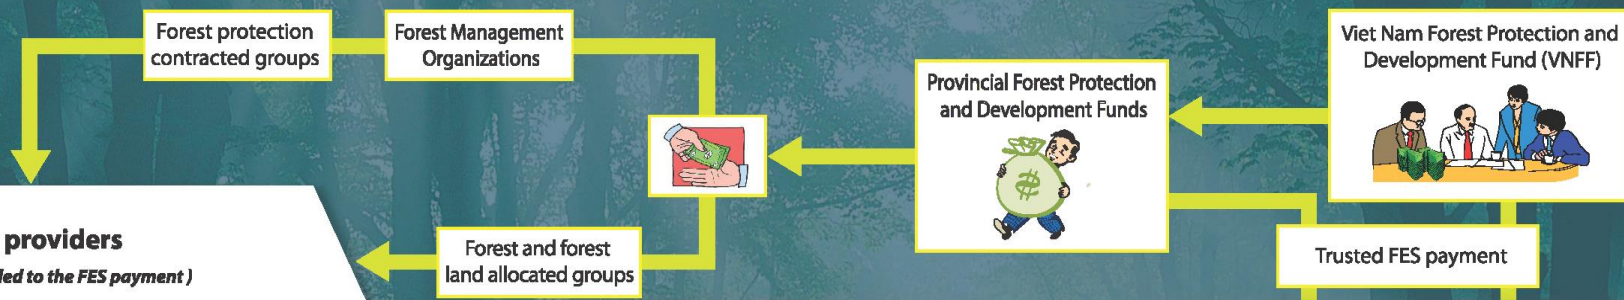 Forest protection
contracted groups
Forest Management
Organizations
Provincial Forest Protection
and Development Funds
Viet Nam Forest Protection and
Development Fund (VNFF)
providers
to the FES payment )
Forest and forest
land allocated groups
Trusted FES payment